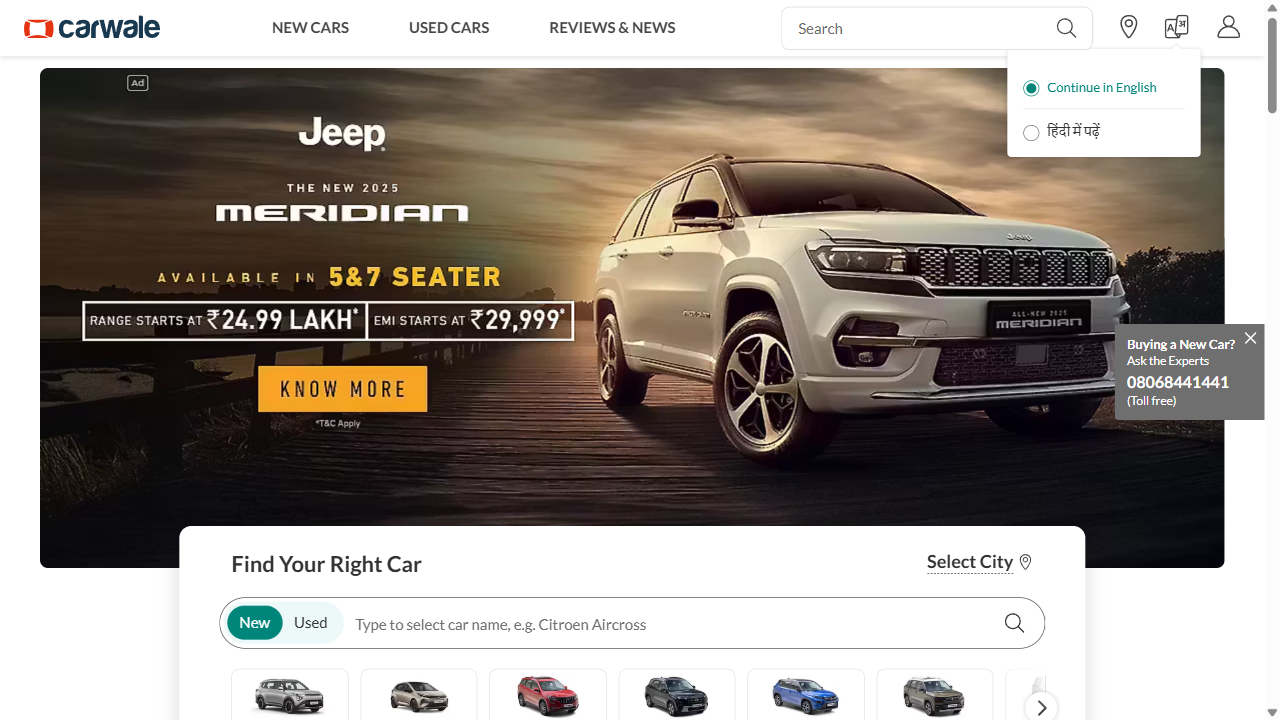 carwale
NEW CARS
USED CARS
REVIEWS & NEWS
Search
Continue in English
हिंदी में पढ़ें
Ad
Jeep
THE NEW 2025
MERIDIAN
AVAILABLE IN 5&7 SEATER
RANGE STARTS AT ₹24.99 LAKH* EMI STARTS AT ₹29,999*
KNOW MORE
*T&C Apply
Jeep
MERIDIAN
ALL-NEW 2025
MERIDIAN
Buying a New Car?
Ask the Experts
08068441441
(Toll free)
Find Your Right Car
Select City
New
Used
Type to select car name, e.g. Citroen Aircross